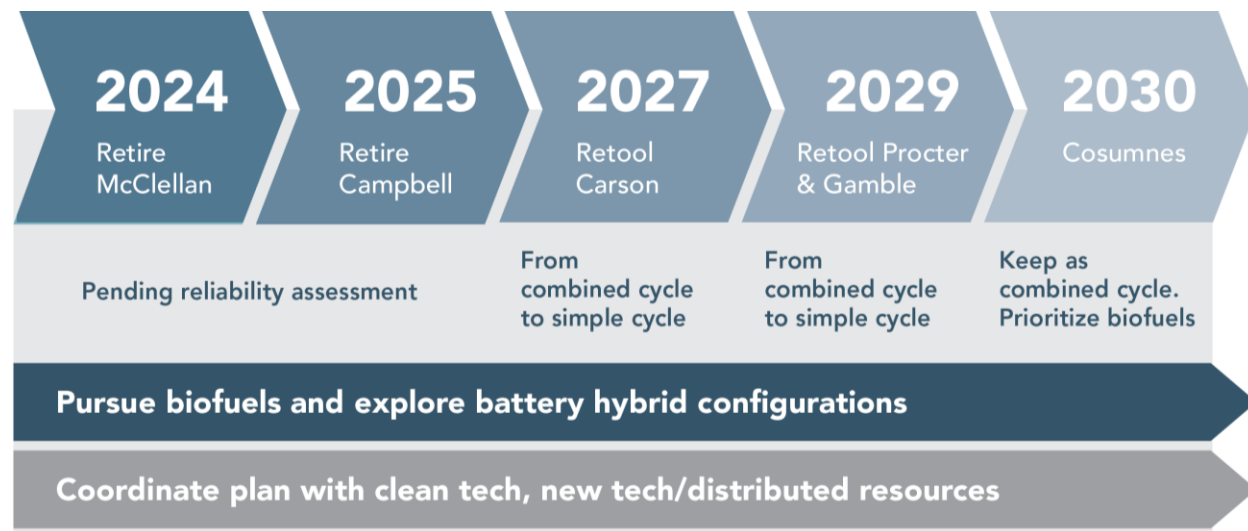 2024
Retire
McClellan
2025
Retire
Campbell
2027
Retool
Carson
2029
Retool Procter
& Gamble
2030
Cosumnes
Pending reliability assessment
From
combined cycle
to simple cycle
From
combined cycle
to simple cycle
Keep as
combined cycle.
Prioritize biofuels
Pursue biofuels and explore battery hybrid configurations
Coordinate plan with clean tech, new tech/distributed resources